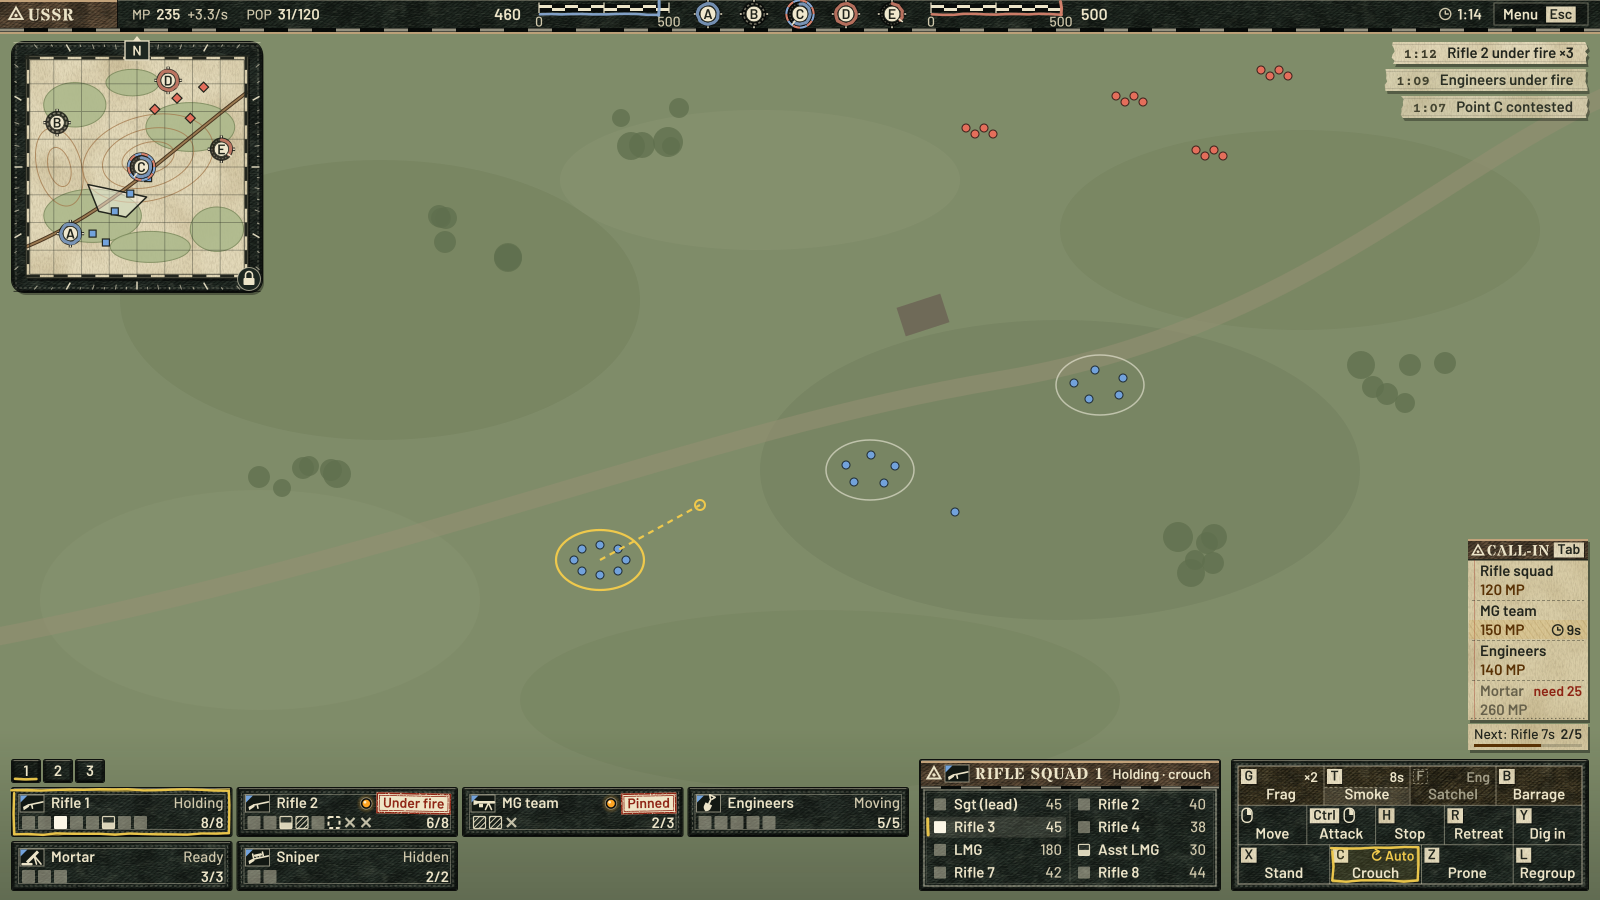 USSR MP 235 +3.3/s POP 31/120 460 0 500 A B C D E 0 500 500 1:14 Menu Esc
N
D
B
E
C
A
1:12 Rifle 2 under fire ×3
1:09 Engineers under fire
1:07 Point C contested
CALL-IN Tab
Rifle squad
120 MP
MG team
150 MP 9s
Engineers
140 MP
Mortar need 25
260 MP
Next: Rifle 7s 2/5
1 2 3
Rifle 1 Holding
8/8
Rifle 2 Under fire
6/8
MG team Pinned
2/3
Engineers Moving
5/5
Mortar Ready
3/3
Sniper Hidden
2/2
RIFLE SQUAD 1 Holding · crouch
Sgt (lead) 45 Rifle 2 40
Rifle 3 45 Rifle 4 38
LMG 180 Asst LMG 30
Rifle 7 42 Rifle 8 44
G ×2 T 8s F Eng B
Frag Smoke Satchel Barrage
Ctrl H R Y
Move Attack Stop Retreat Dig in
X C Auto Z L
Stand Crouch Prone Regroup